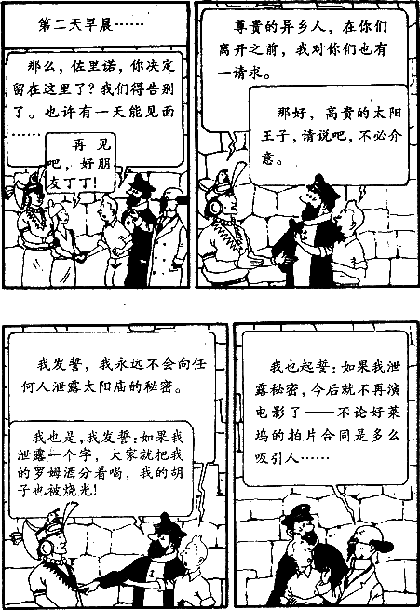 第二天早晨……
那么，佐里诺，你决定
留在这里了？我们得告别
了。也许有一天能见面
……
再见
吧，好朋
友丁丁！
尊贵的异乡人，在你们
离开之前，我对你们也有
一请求。
那好，高贵的太阳
王子，清说吧，不必介
意。
我发誓，我永远不会向任
何人泄露太阳庙的秘密。
我也是，我发誓：如果我
泄露一个字，大家就把我
的罗姆酒分着喝，我的胡
子也被烧光！
我也起誓：如果我泄
露秘密，今后就不再演
电影了——不论好莱
坞的拍片合同是多么
吸引人……